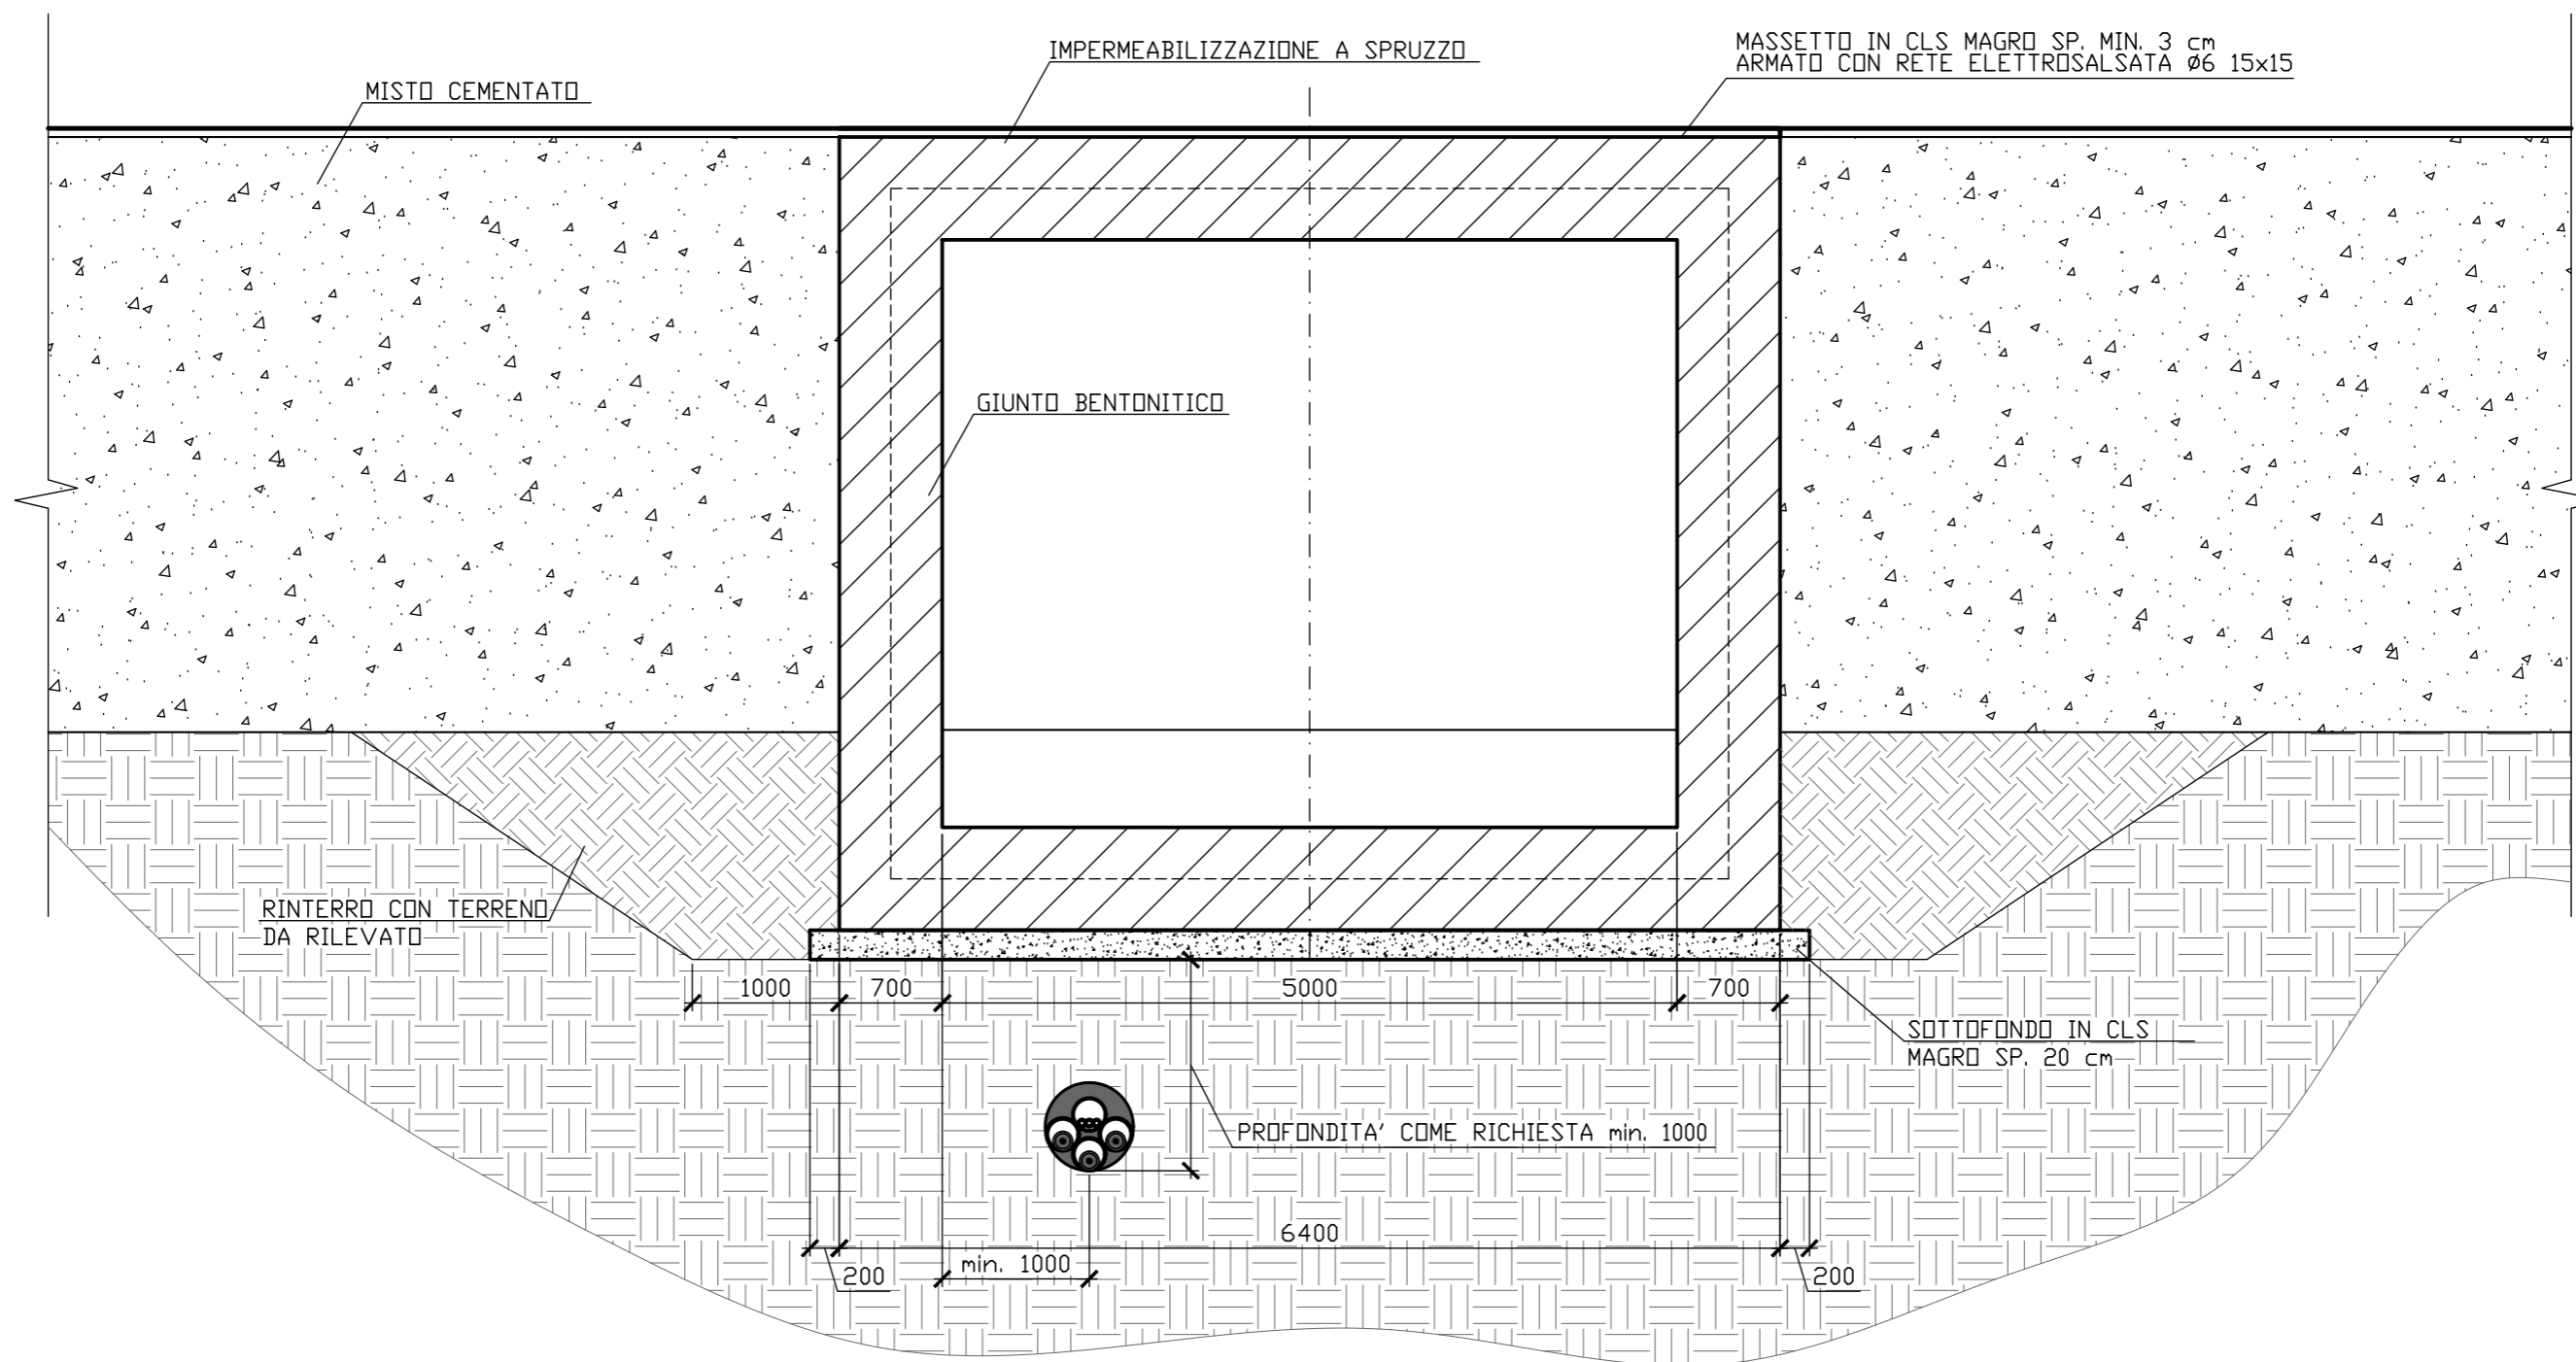 IMPERMEABILIZZAZIONE A SPRUZZO
MASSETTO IN CLS MAGRO SP. MIN. 3 cm
ARMATO CON RETE ELETTROSALSATA Ø6 15x15
MISTO CEMENTATO
GIUNTO BENTONITICO
RINTERRO CON TERRENO
DA RILEVATO
1000
700
5000
700
SOTTOFONDO IN CLS
MAGRO SP. 20 cm
PROFONDITA' COME RICHIESTA min. 1000
6400
min. 1000
200
200